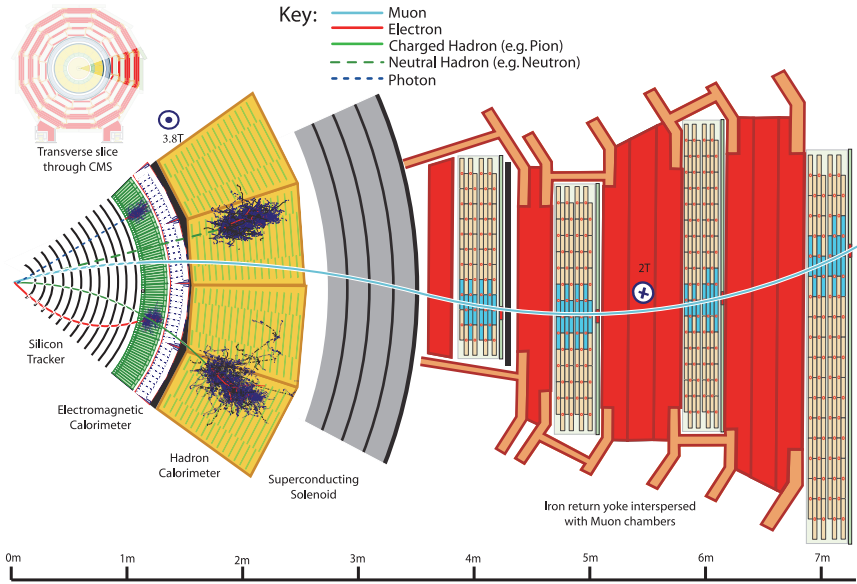 Key:
Muon
Electron
Charged Hadron (e.g. Pion)
Neutral Hadron (e.g. Neutron)
Photon
Transverse slice
through CMS
3.8T
2T
Silicon
Tracker
Electromagnetic
Calorimeter
Hadron
Calorimeter
Superconducting
Solenoid
Iron return yoke interspersed
with Muon chambers
0m
1m
2m
3m
4m
5m
6m
7m